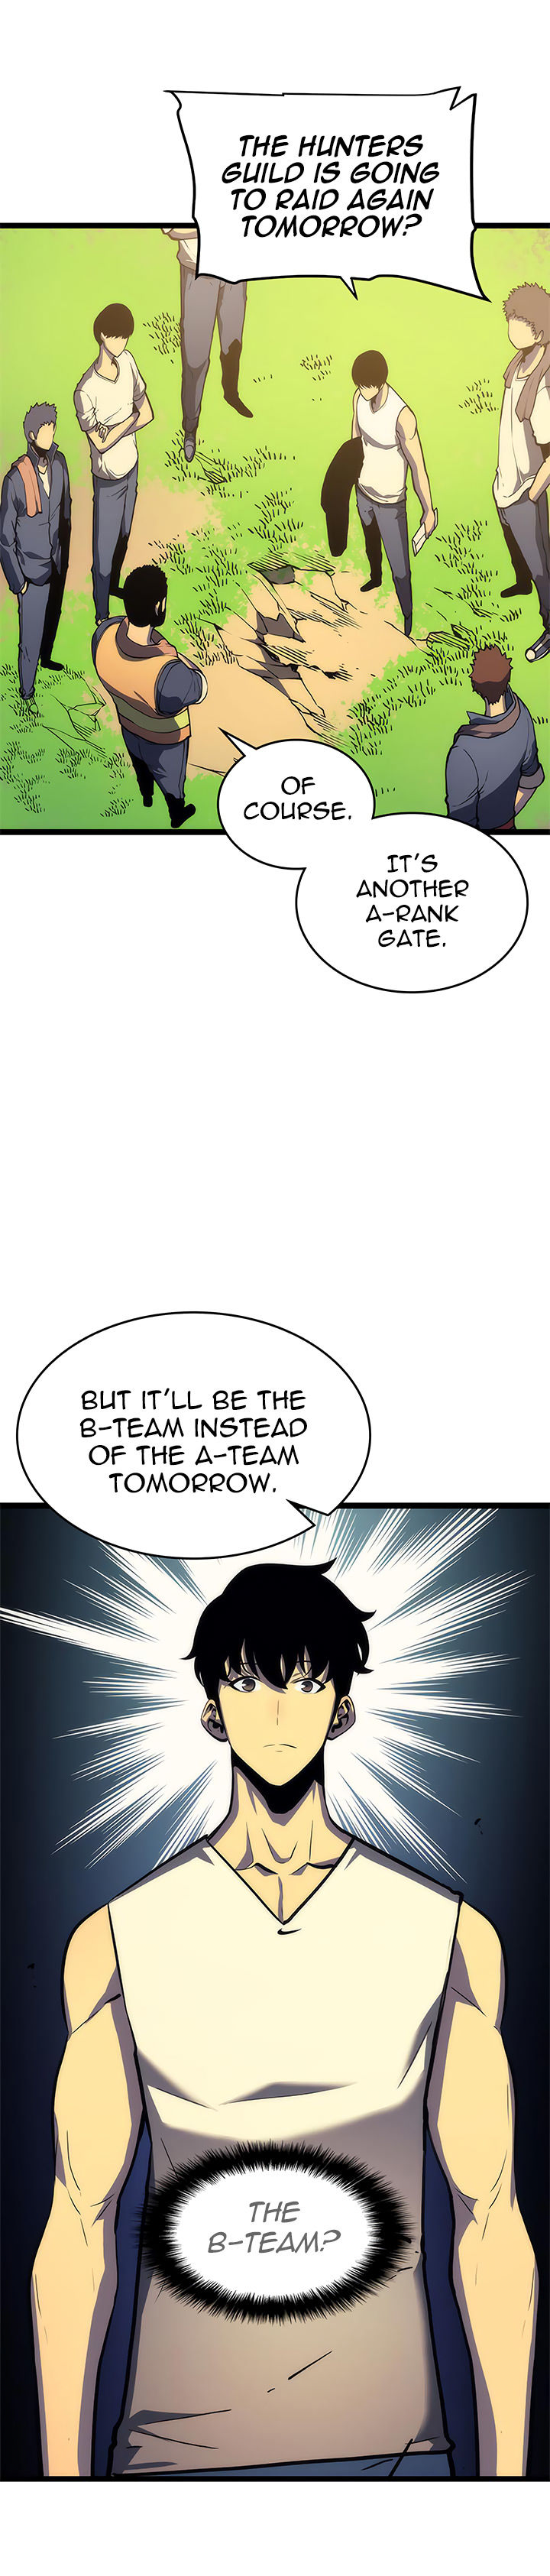 THE HUNTERS
GUILD IS GOING
TO RAID AGAIN
TOMORROW?
OF
COURSE.
IT'S
ANOTHER
A-RANK
GATE.
BUT IT'LL BE THE
B-TEAM INSTEAD
OF THE A-TEAM
TOMORROW.
THE
B-TEAM?